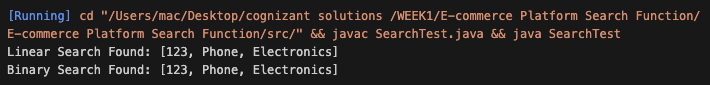 [Running] cd "/Users/mac/Desktop/cognizant solutions /WEEK1/E-commerce Platform Search Function/
E-commerce Platform Search Function/src/" && javac SearchTest.java && java SearchTest
Linear Search Found: [123, Phone, Electronics]
Binary Search Found: [123, Phone, Electronics]